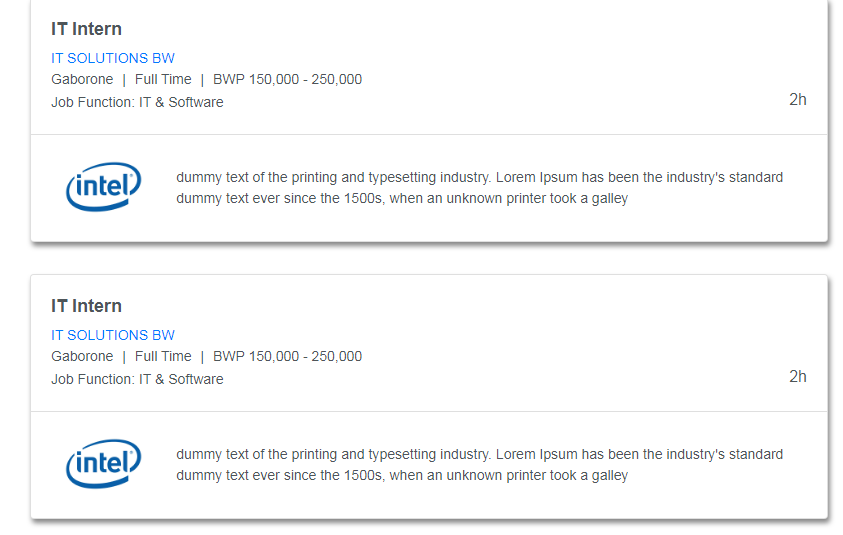 IT Intern
IT SOLUTIONS BW
Gaborone | Full Time | BWP 150,000 - 250,000
Job Function: IT & Software
2h
intel
dummy text of the printing and typesetting industry. Lorem Ipsum has been the industry's standard
dummy text ever since the 1500s, when an unknown printer took a galley
IT Intern
IT SOLUTIONS BW
Gaborone | Full Time | BWP 150,000 - 250,000
Job Function: IT & Software
2h
intel
dummy text of the printing and typesetting industry. Lorem Ipsum has been the industry's standard
dummy text ever since the 1500s, when an unknown printer took a galley